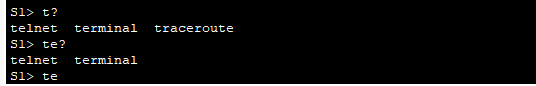 S1> t?
telnet  terminal  traceroute
S1> te?
telnet  terminal
S1> te